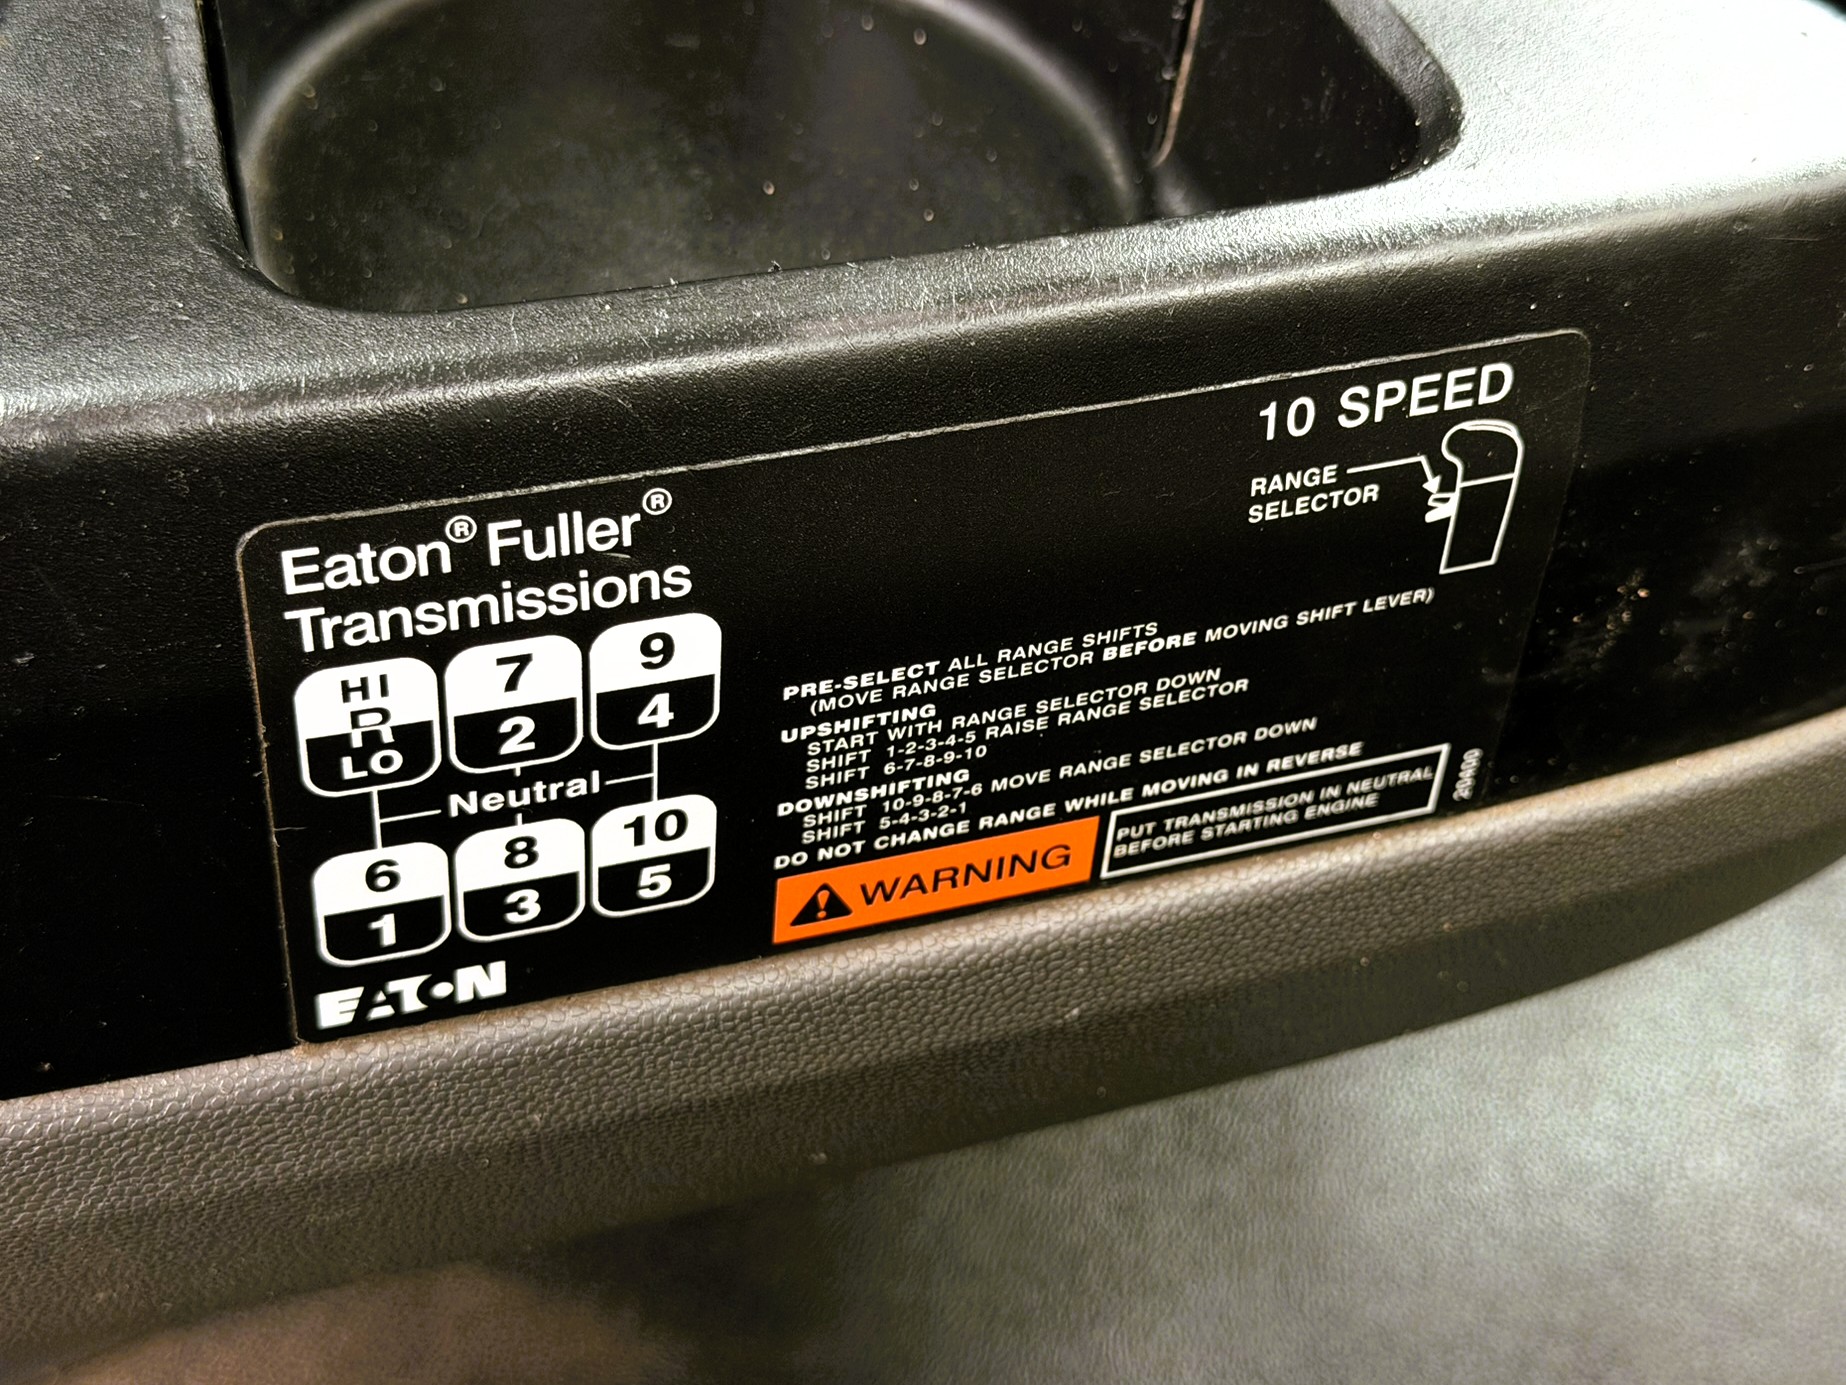 10 SPEED
RANGE
SELECTOR
Eaton® Fuller®
Transmissions
HI
R
LO
7
2
9
4
Neutral
6
1
8
3
10
5
EATON
PRE-SELECT ALL RANGE SHIFTS
(MOVE RANGE SELECTOR BEFORE MOVING SHIFT LEVER)
UPSHIFTING
START WITH RANGE SELECTOR DOWN
SHIFT 1-2-3-4-5 RAISE RANGE SELECTOR
SHIFT 6-7-8-9-10
DOWNSHIFTING
SHIFT 10-9-8-7-6 MOVE RANGE SELECTOR DOWN
SHIFT 5-4-3-2-1
DO NOT CHANGE RANGE WHILE MOVING IN REVERSE
WARNING
PUT TRANSMISSION IN NEUTRAL
BEFORE STARTING ENGINE